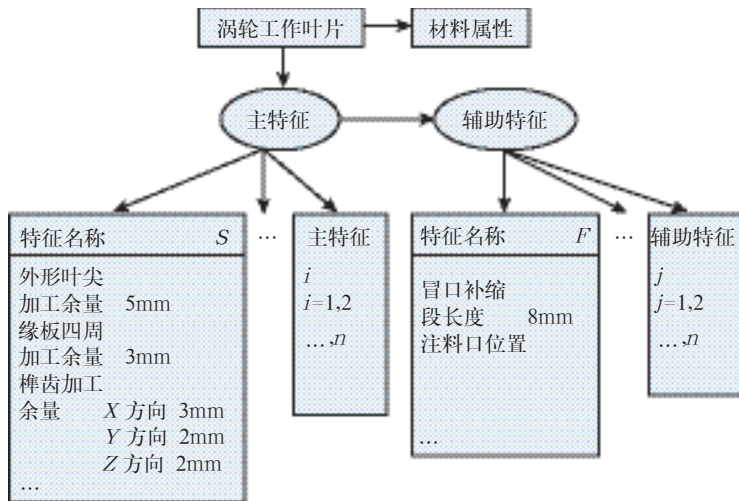 涡轮工作叶片
材料属性
主特征
辅助特征
特征名称 S
外形叶尖
加工余量 5mm
缘板四周
加工余量 3mm
榫齿加工
余量 X 方向 3mm
Y 方向 2mm
Z 方向 2mm
…
…
主特征
i
i=1,2
…,n
特征名称 F
冒口补缩
段长度 8mm
注料口位置
…
…
辅助特征
j
j=1,2
…,n